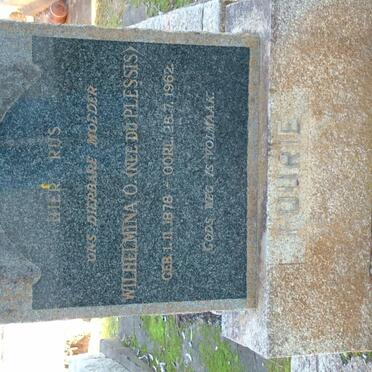 HIER RUS
ONS DIERBARE MOEDER
WILHELMINA O. (NEE DU PLESSIS)
GEB. 1.11.1878 – OORL. 28.7.1962.
GODS WEG IS VOLMAAK.
FOURIE